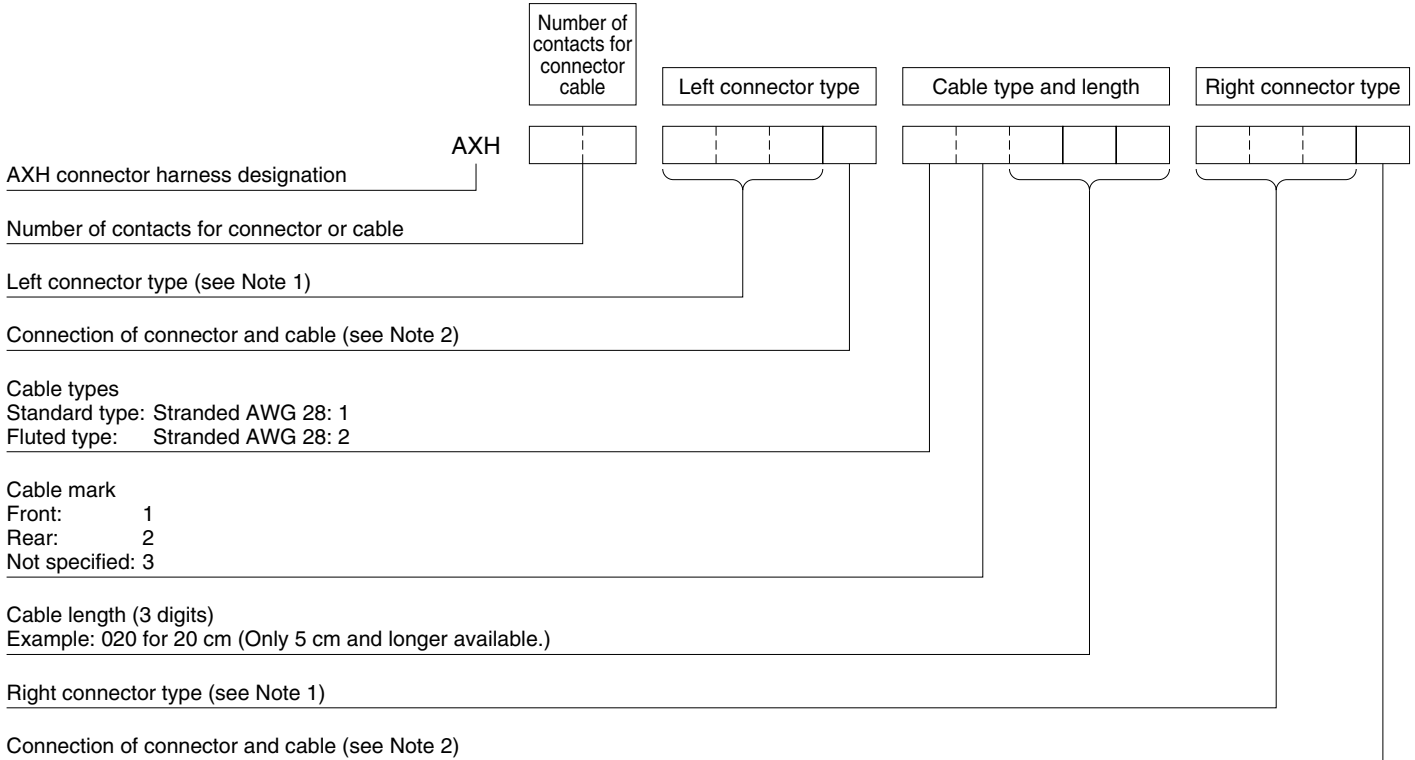 Number of
contacts for
connector
cable
Left connector type
Cable type and length
Right connector type
AXH
AXH connector harness designation
Number of contacts for connector or cable
Left connector type (see Note 1)
Connection of connector and cable (see Note 2)
Cable types
Standard type: Stranded AWG 28: 1
Fluted type: Stranded AWG 28: 2
Cable mark
Front: 1
Rear: 2
Not specified: 3
Cable length (3 digits)
Example: 020 for 20 cm (Only 5 cm and longer available.)
Right connector type (see Note 1)
Connection of connector and cable (see Note 2)